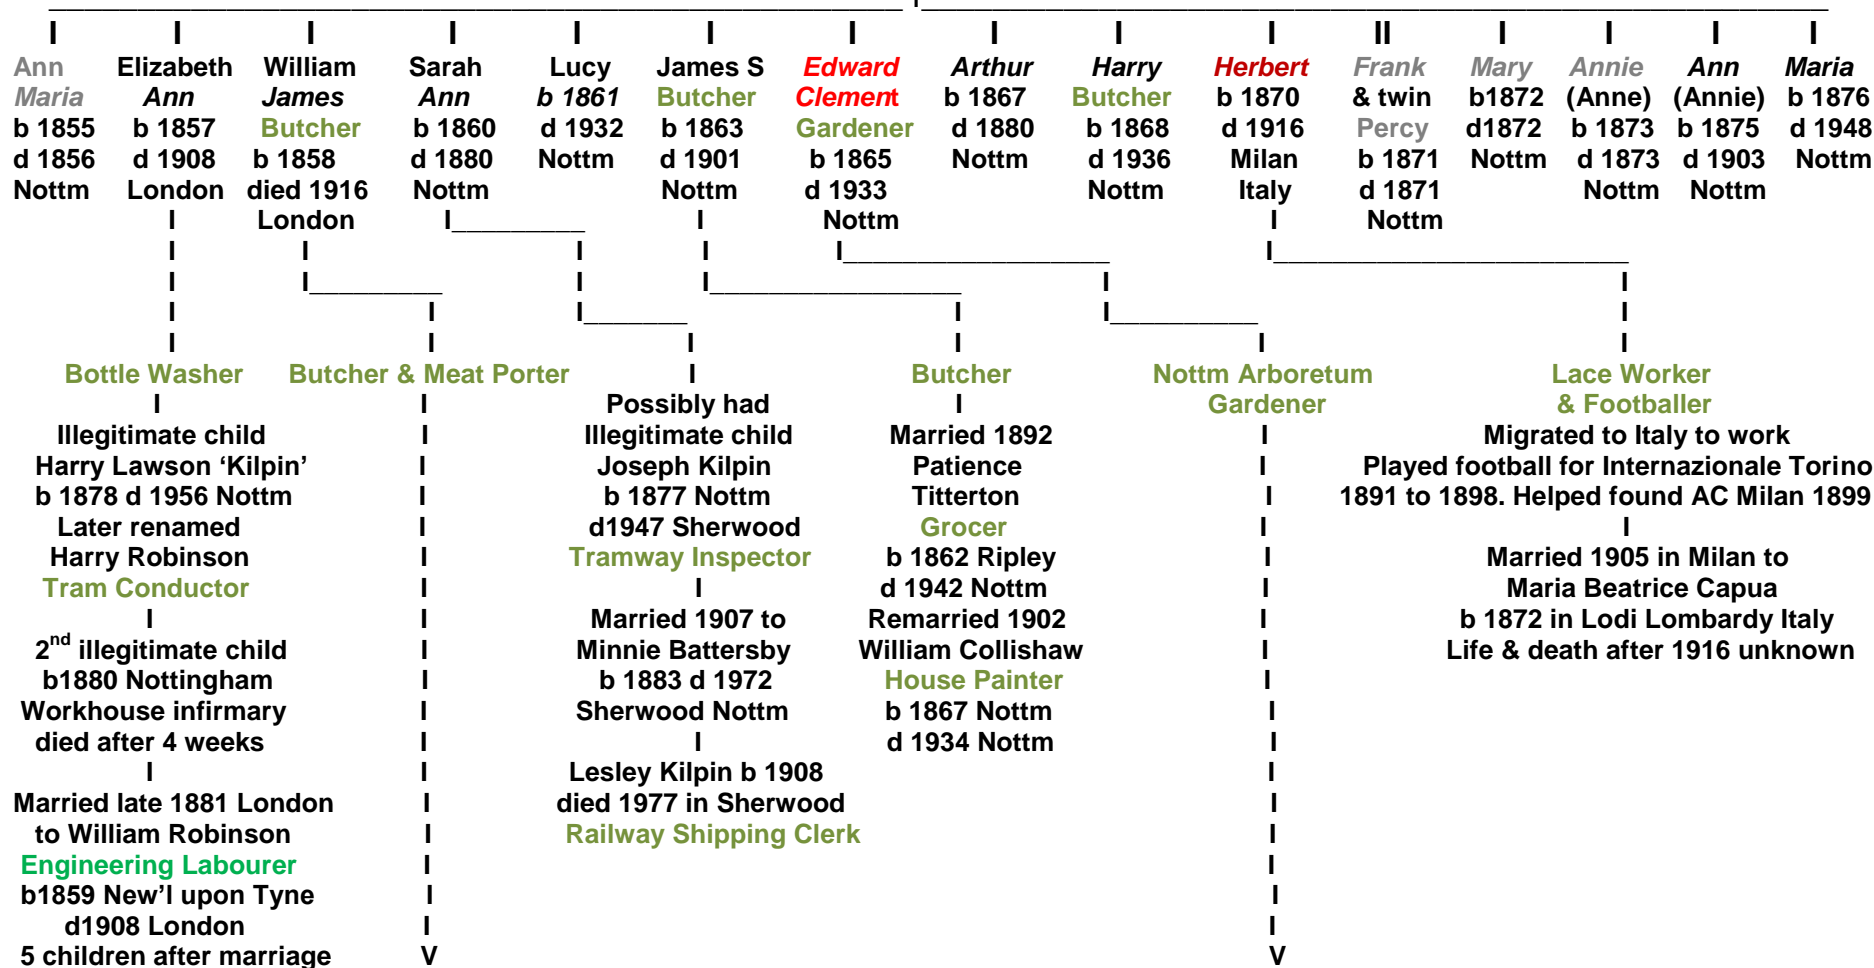 Ann Elizabeth William Sarah Lucy James S Edward Arthur Harry Herbert Frank Mary Annie Ann Maria
Maria Ann James Ann b 1861 Butcher Clement b 1867 Butcher b 1870 & twin b1872 (Anne) (Annie) b 1876
b 1855 b 1857 Butcher b 1860 d 1932 b 1863 Gardener d 1880 b 1868 d 1916 Percy d1872 b 1873 b 1875 d 1948
d 1856 d 1908 b 1858 d 1880 Nottm d 1901 b 1865 Nottm d 1936 Milan b 1871 Nottm d 1873 d 1903 Nottm
Nottm London died 1916 Nottm Nottm d 1933 Nottm Italy d 1871 Nottm Nottm
London Nottm Nottm
Bottle Washer Butcher & Meat Porter Butcher Nottm Arboretum Lace Worker
Possibly had Gardener & Footballer
Illegitimate child Illegitimate child Married 1892 Migrated to Italy to work
Harry Lawson ‘Kilpin’ Joseph Kilpin Patience Played football for Internazionale Torino
b 1878 d 1956 Nottm b 1877 Nottm Titterton 1891 to 1898. Helped found AC Milan 1899
Later renamed d1947 Sherwood Grocer
Harry Robinson Tramway Inspector b 1862 Ripley Married 1905 in Milan to
Tram Conductor d 1942 Nottm Maria Beatrice Capua
Married 1907 to Remarried 1902 b 1872 in Lodi Lombardy Italy
2nd illegitimate child Minnie Battersby William Collishaw Life & death after 1916 unknown
b1880 Nottingham b 1883 d 1972 House Painter
Workhouse infirmary Sherwood Nottm b 1867 Nottm
died after 4 weeks d 1934 Nottm
Lesley Kilpin b 1908
Married late 1881 London died 1977 in Sherwood
to William Robinson Railway Shipping Clerk
Engineering Labourer
b1859 New’l upon Tyne
d1908 London
5 children after marriage V V